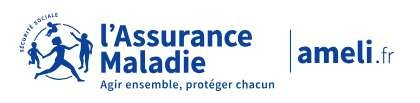 SÉCURITÉ SOCIALE
l'Assurance
Maladie
Agir ensemble, protéger chacun
ameli.fr